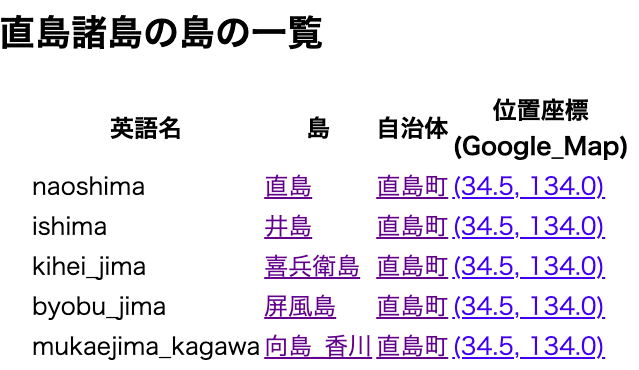 直島諸島の島の一覧
英語名 島 自治体 位置座標
(Google_Map)
naoshima 直島 直島町 (34.5, 134.0)
ishima 井島 直島町 (34.5, 134.0)
kihei_jima 喜兵衛島 直島町 (34.5, 134.0)
byobu_jima 屏風島 直島町 (34.5, 134.0)
mukaejima_kagawa 向島_香川 直島町 (34.5, 134.0)